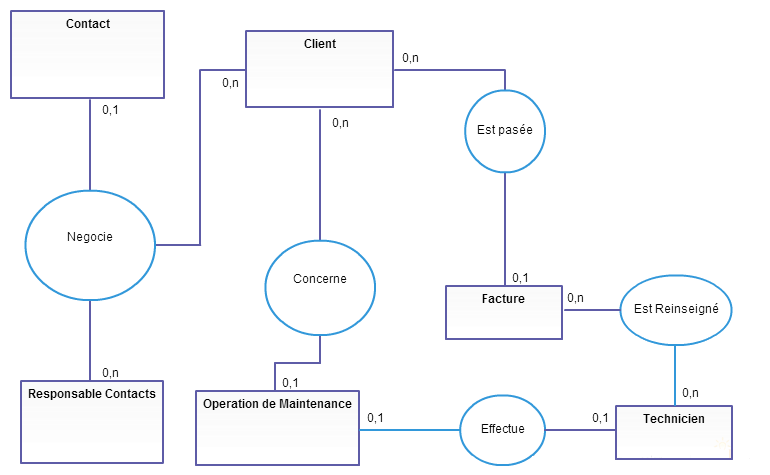 Contact
Client
0,n
0,n
0,1
0,n
Est pasée
Negocie
Concerne
0,1
Facture
0,n
Est Reinseigné
0,n
0,1
0,n
Responsable Contacts
Operation de Maintenance
0,1
Effectue
0,1
Technicien